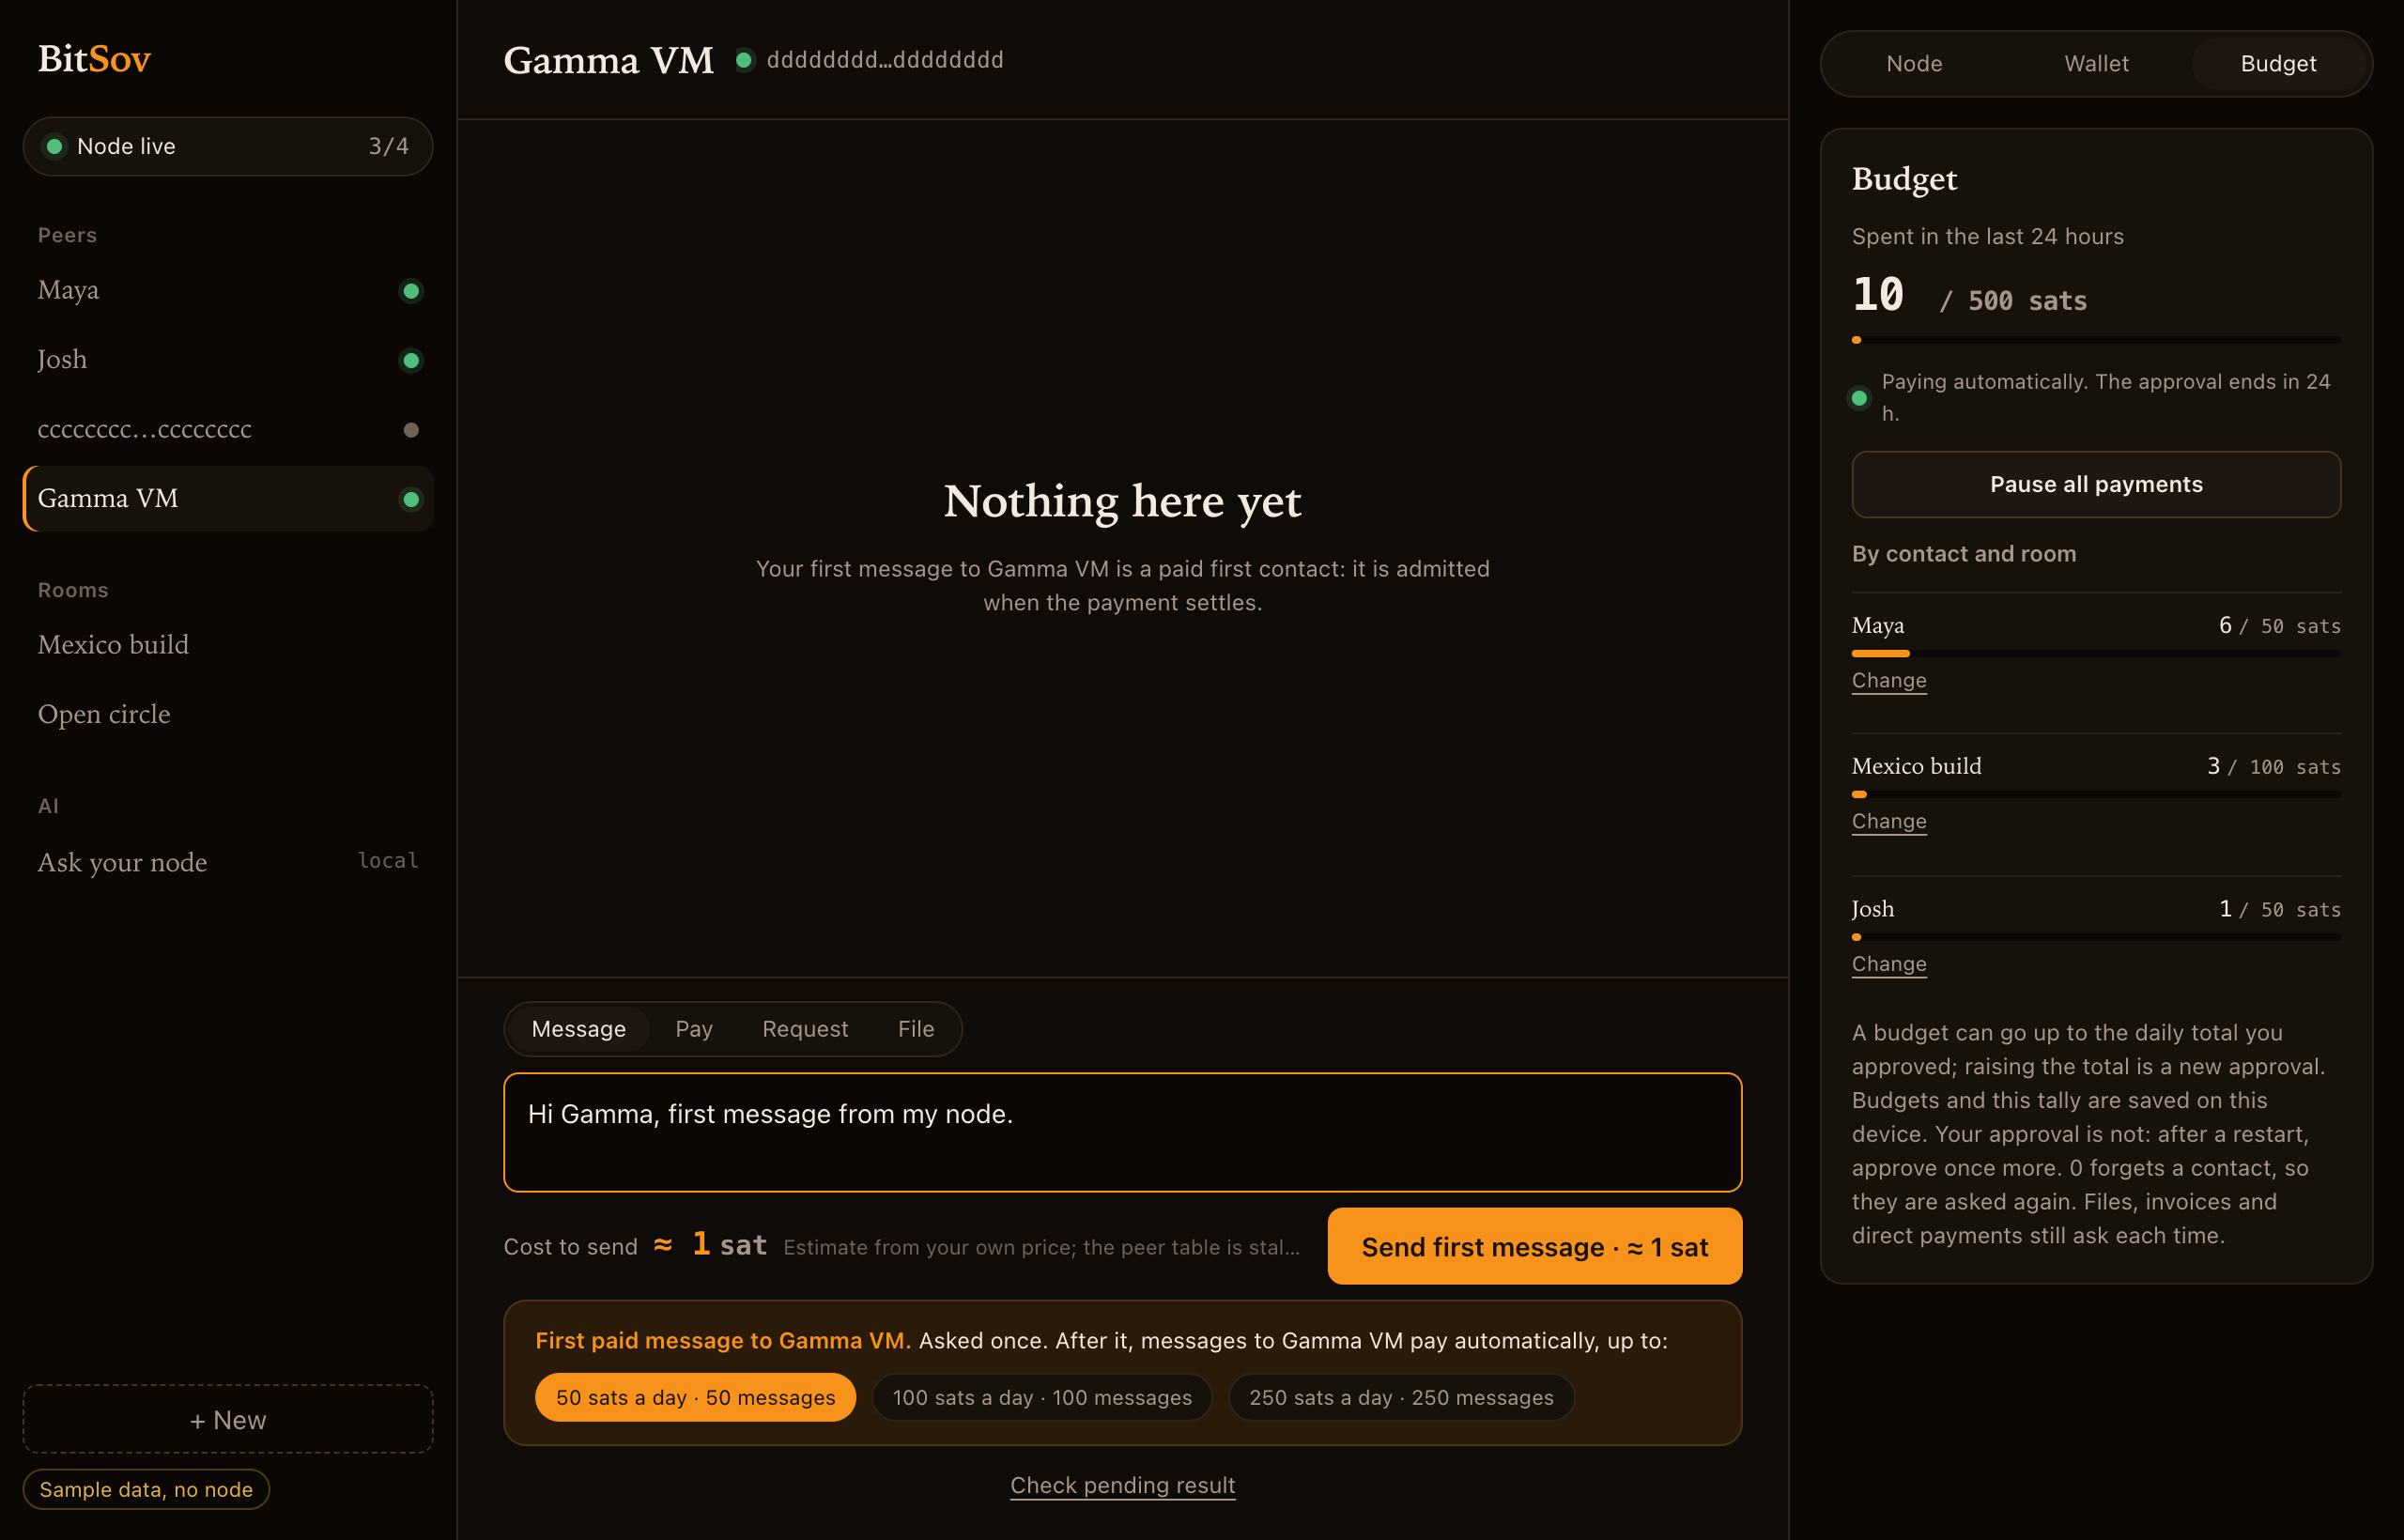 BitSov
Node live 3/4
Peers
Maya
Josh
cccccccc…cccccccc
Gamma VM
Rooms
Mexico build
Open circle
AI
Ask your node local
+ New
Sample data, no node
Gamma VM dddddddd…dddddddd
Nothing here yet
Your first message to Gamma VM is a paid first contact: it is admitted
when the payment settles.
Message Pay Request File
Hi Gamma, first message from my node.
Cost to send ≈ 1 sat Estimate from your own price; the peer table is stal…
Send first message · ≈ 1 sat
First paid message to Gamma VM. Asked once. After it, messages to Gamma VM pay automatically, up to:
50 sats a day · 50 messages 100 sats a day · 100 messages 250 sats a day · 250 messages
Check pending result
Node Wallet Budget
Budget
Spent in the last 24 hours
10 / 500 sats
Paying automatically. The approval ends in 24
h.
Pause all payments
By contact and room
Maya 6 / 50 sats
Change
Mexico build 3 / 100 sats
Change
Josh 1 / 50 sats
Change
A budget can go up to the daily total you
approved; raising the total is a new approval.
Budgets and this tally are saved on this
device. Your approval is not: after a restart,
approve once more. 0 forgets a contact, so
they are asked again. Files, invoices and
direct payments still ask each time.